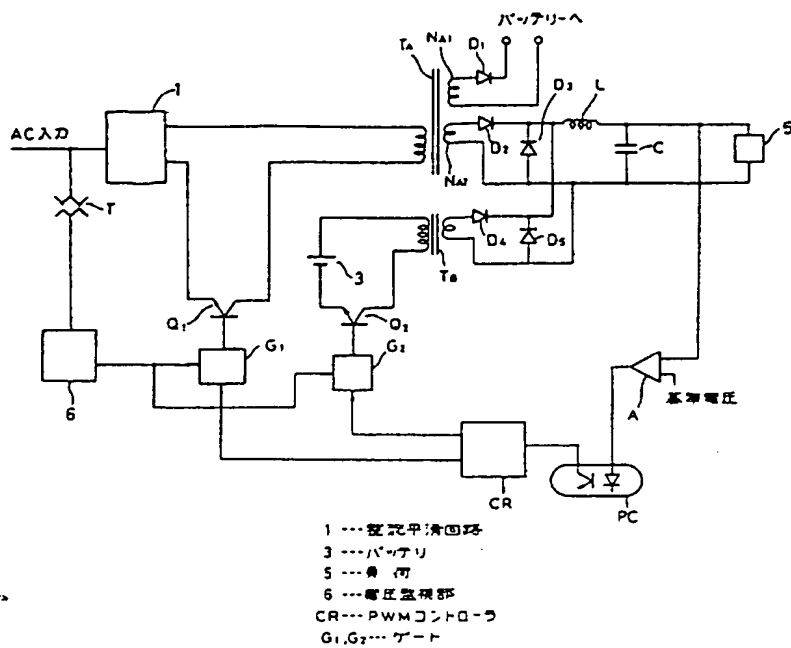 バッテリーへ
TA
NA1
D1
D3
L
1
AC入力
D2
NA2
C
5
T
3
D4
D5
TB
Q1
Q2
G1
G2
6
A
基準電圧
CR
PC
1 --- 整流平滑回路
3 --- バッテリ
5 --- 負荷
6 --- 電圧監視部
CR --- PWMコントローラ
G1,G2 --- ゲート